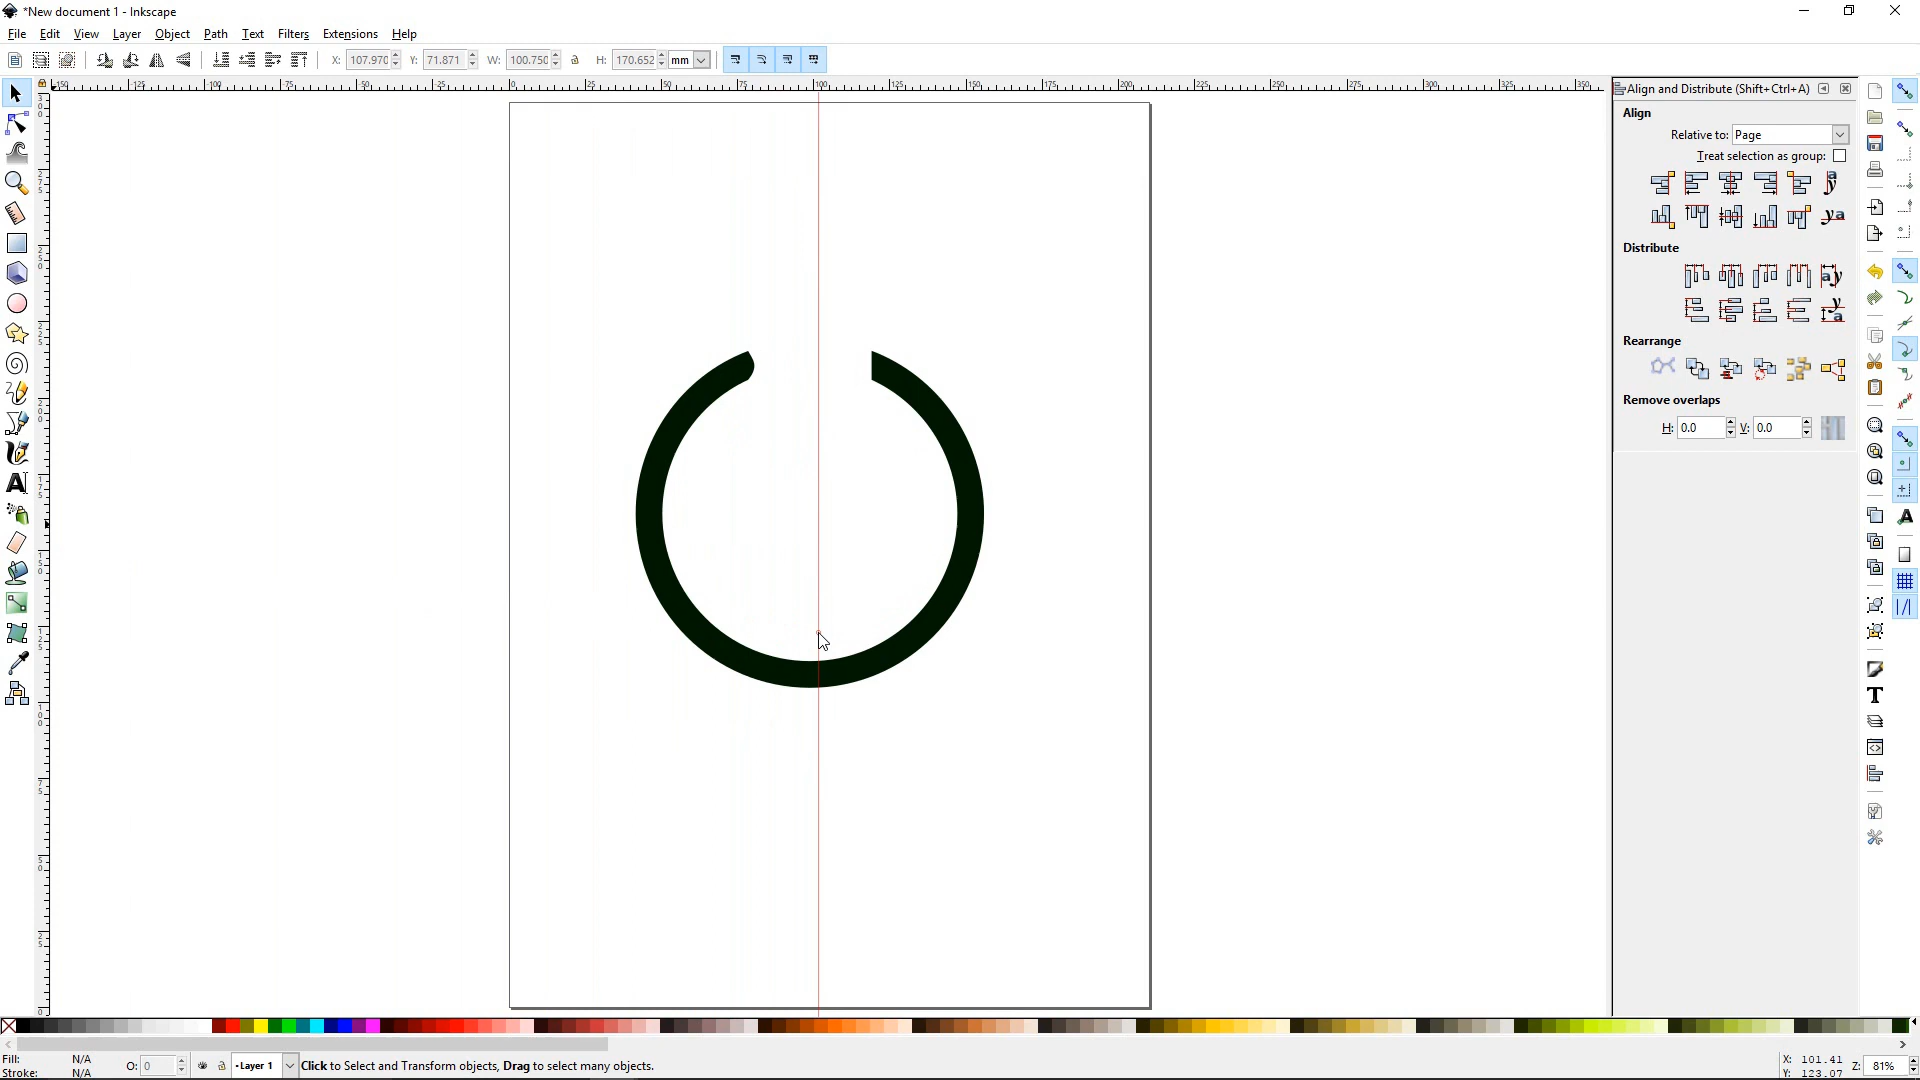 *New document 1 - Inkscape
File Edit View Layer Object Path Text Filters Extensions Help
X: 107.970 Y: 71.871 W: 100.750 H: 170.652 mm
Align and Distribute (Shift+Ctrl+A)
Align
Relative to: Page
Treat selection as group:
Distribute
Rearrange
Remove overlaps
H: 0.0 V: 0.0
Fill: N/A
Stroke: N/A
O: 0
•Layer 1
Click to Select and Transform objects, Drag to select many objects.
X: 101.41
Y: 123.07
Z: 81%